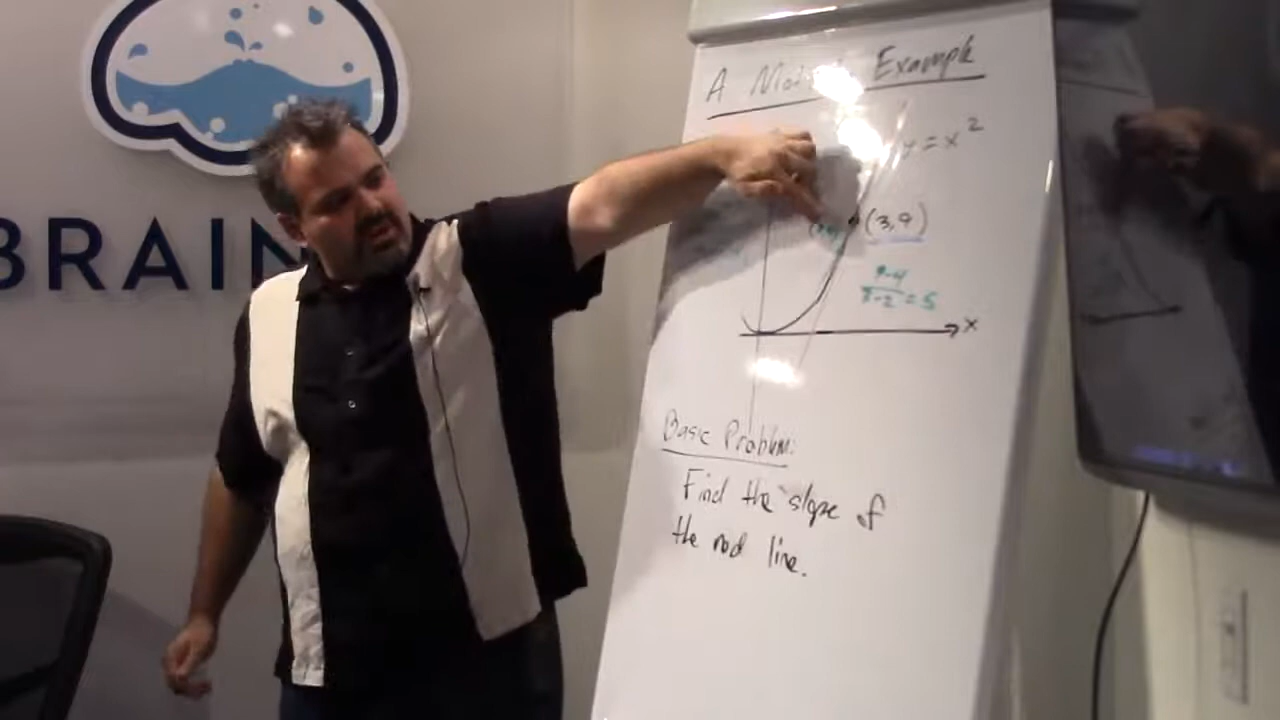 BRAIN
A Example
y = x²
(3,9)
9-4
3-2 = 5
x
Basic Problem:
Find the slope of
the red line.